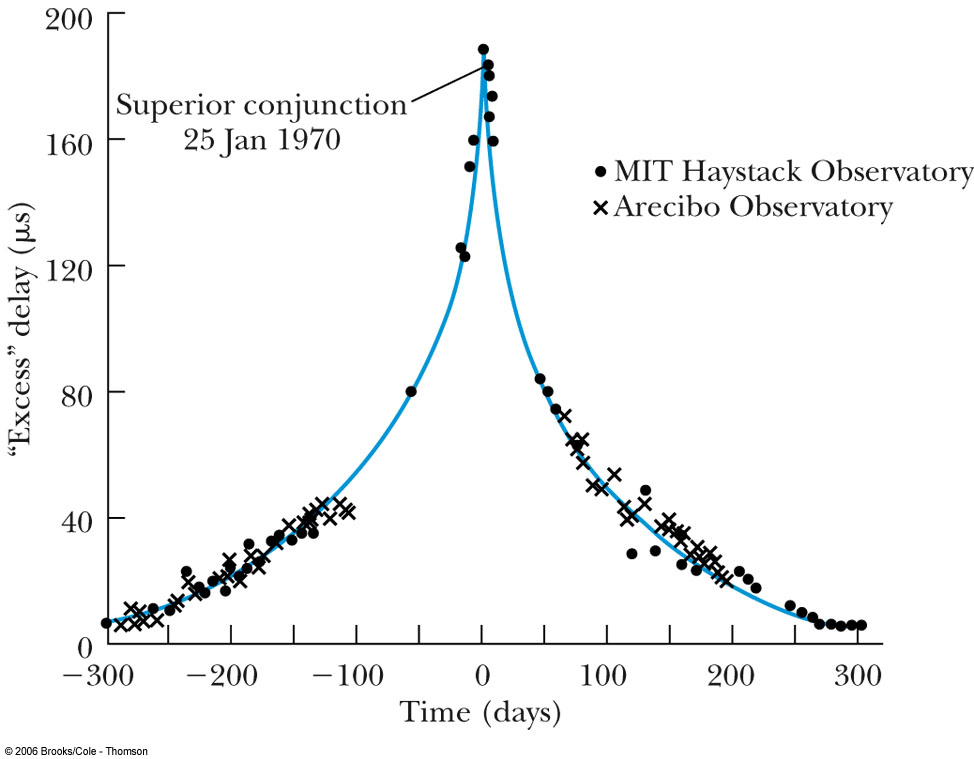 200
Superior conjunction
25 Jan 1970
160
MIT Haystack Observatory
Arecibo Observatory
120
"Excess" delay (μs)
80
40
0
−300 −200 −100 0 100 200 300
Time (days)
© 2006 Brooks/Cole - Thomson